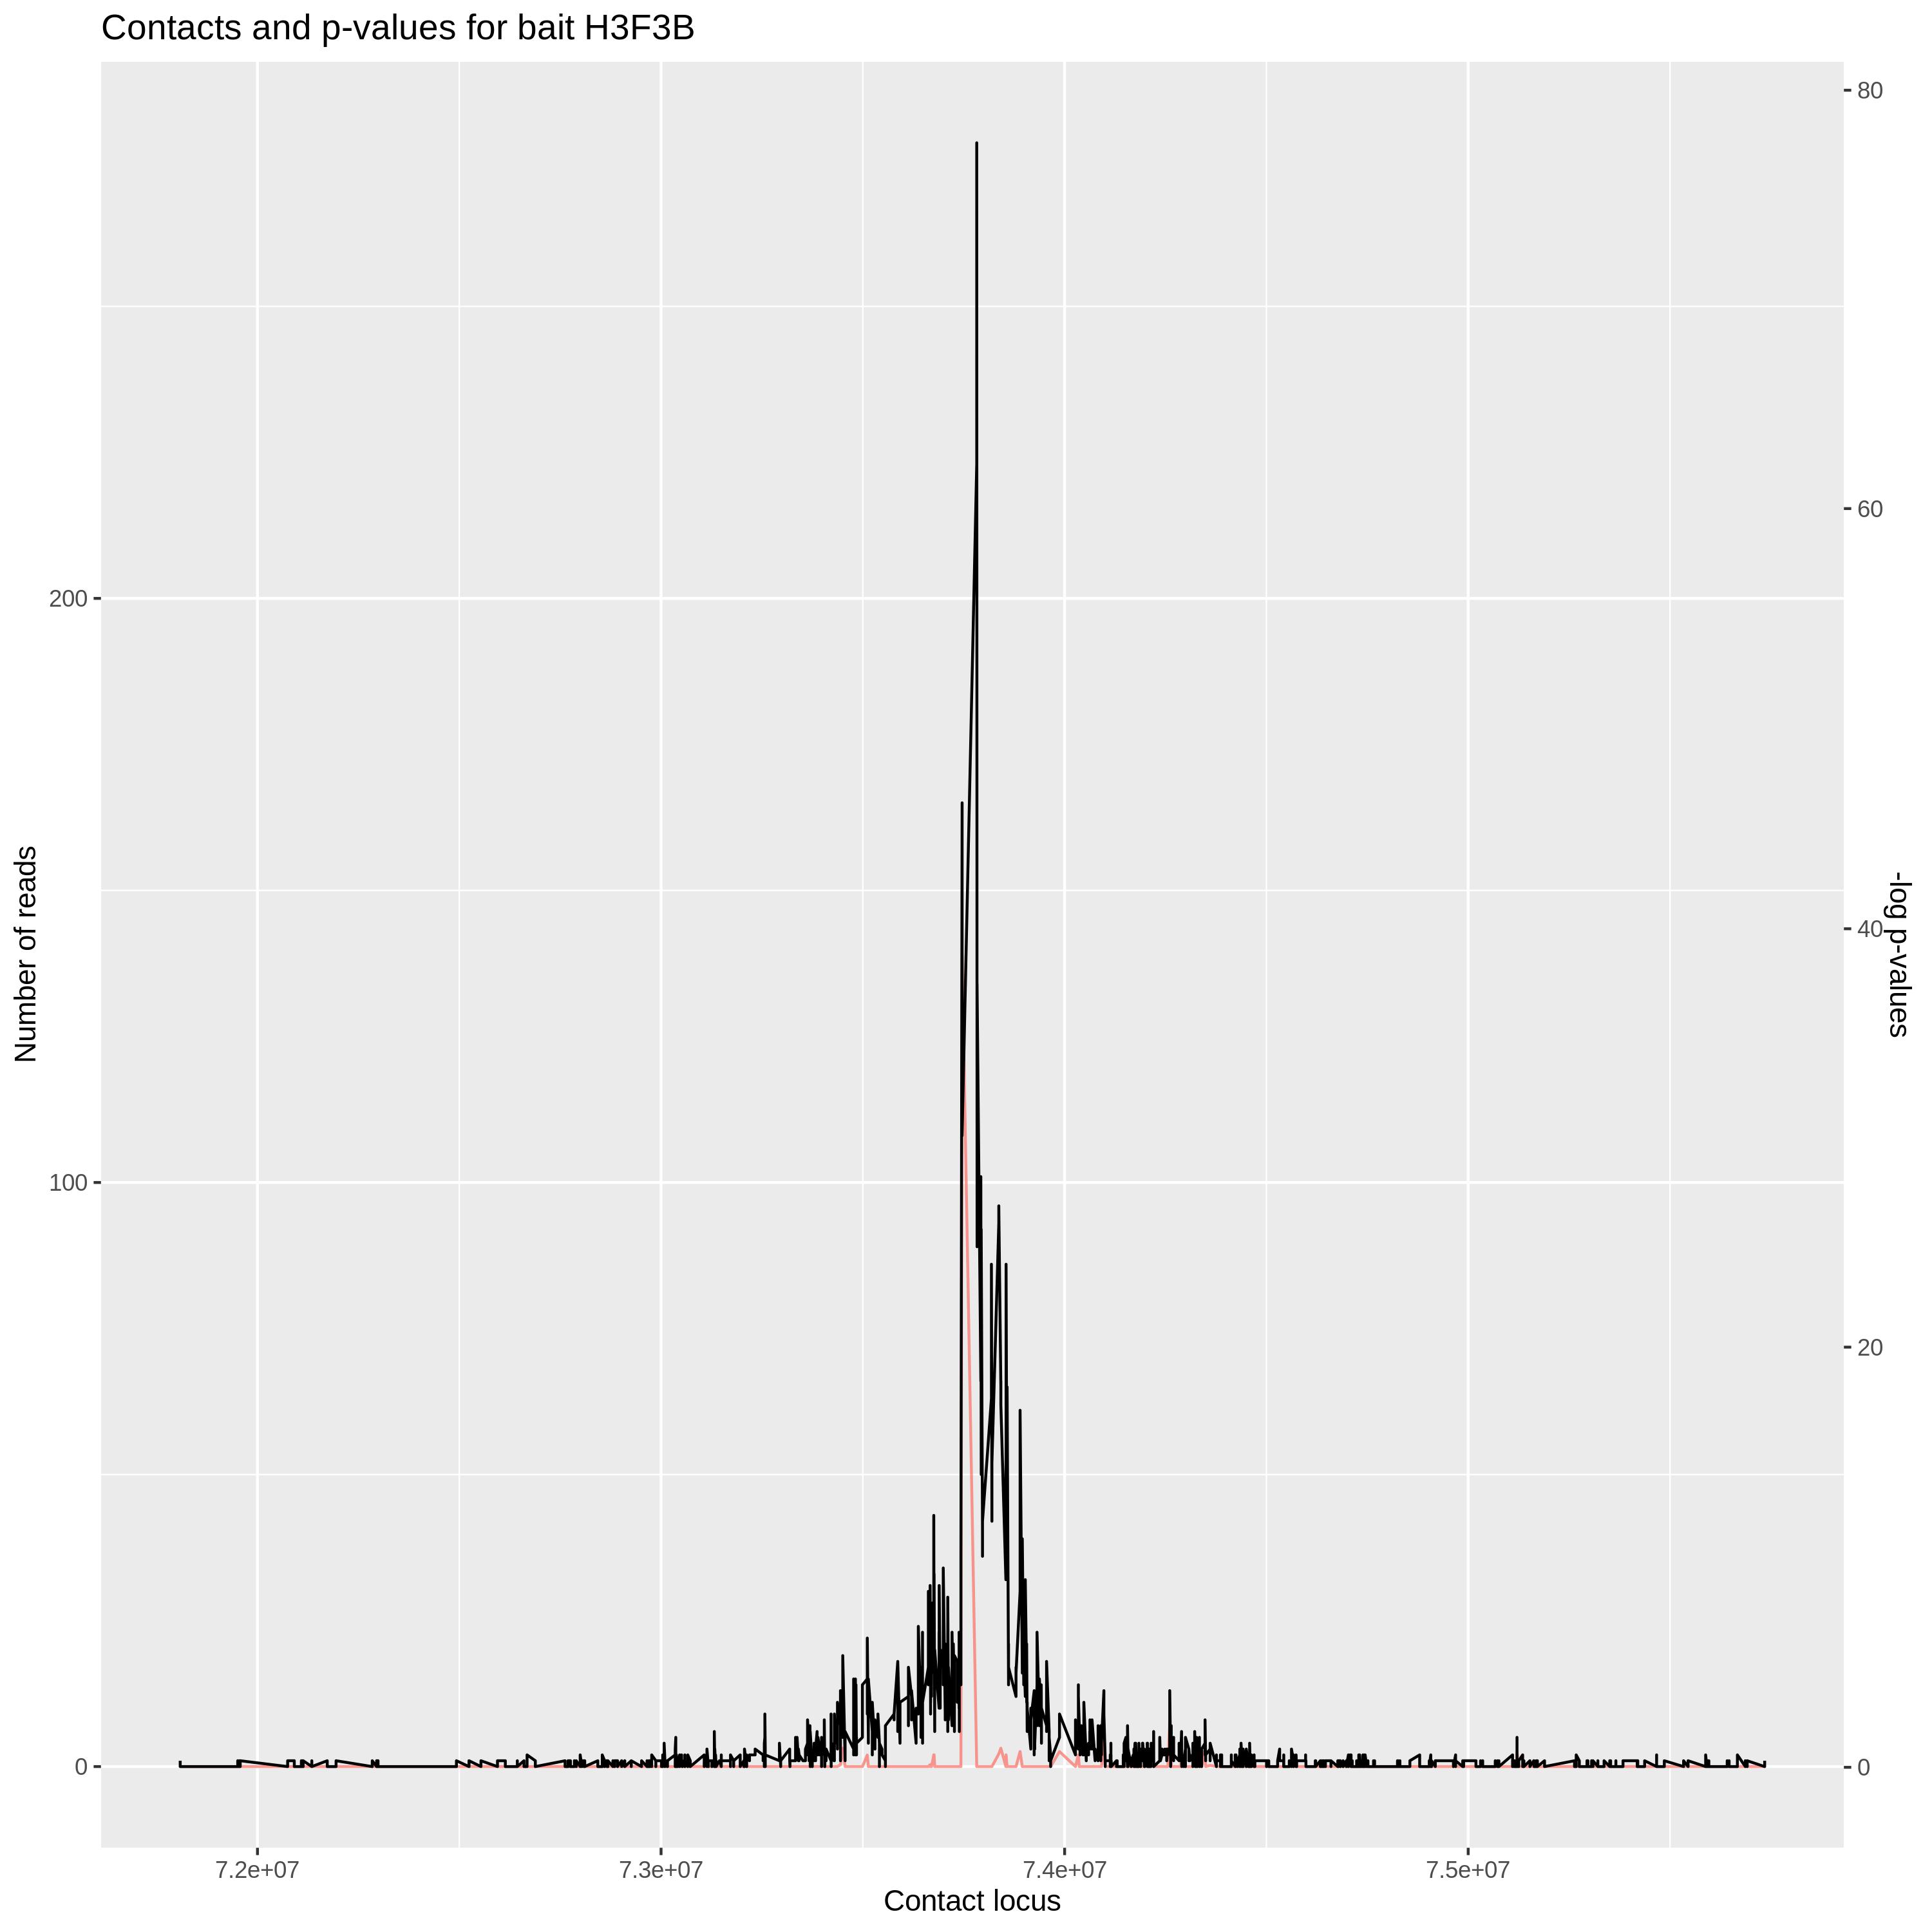 Contacts and p-values for bait H3F3B
Number of reads
200
100
0
80
60
40
20
0
-log p-values
7.2e+07 7.3e+07 7.4e+07 7.5e+07
Contact locus